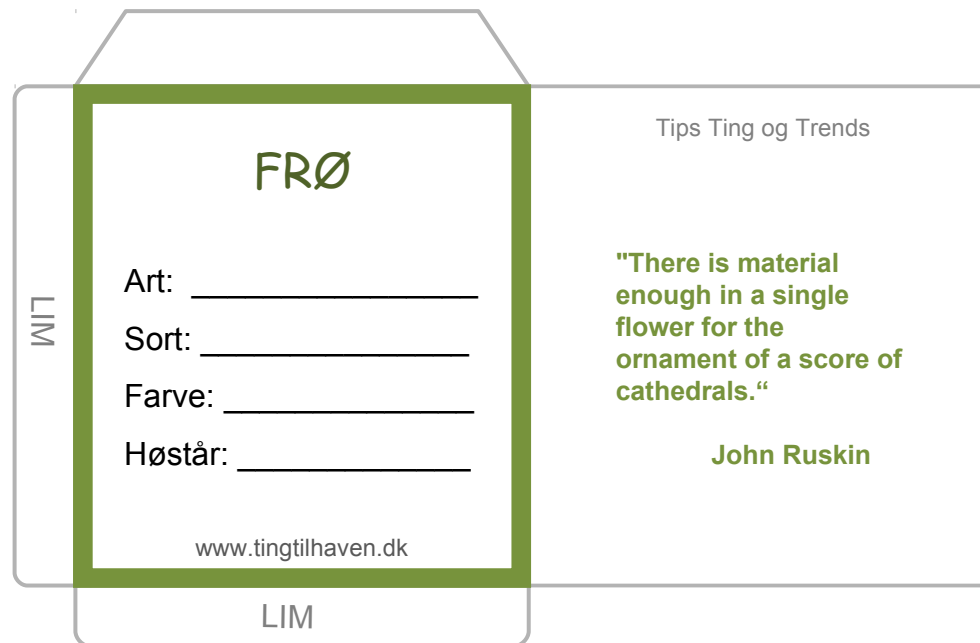 Tips Ting og Trends
FRØ
Art: ________________
Sort: _______________
Farve: ______________
Høstår: _____________
www.tingtilhaven.dk
LIM
LIM
"There is material
enough in a single
flower for the
ornament of a score of
cathedrals.“
John Ruskin